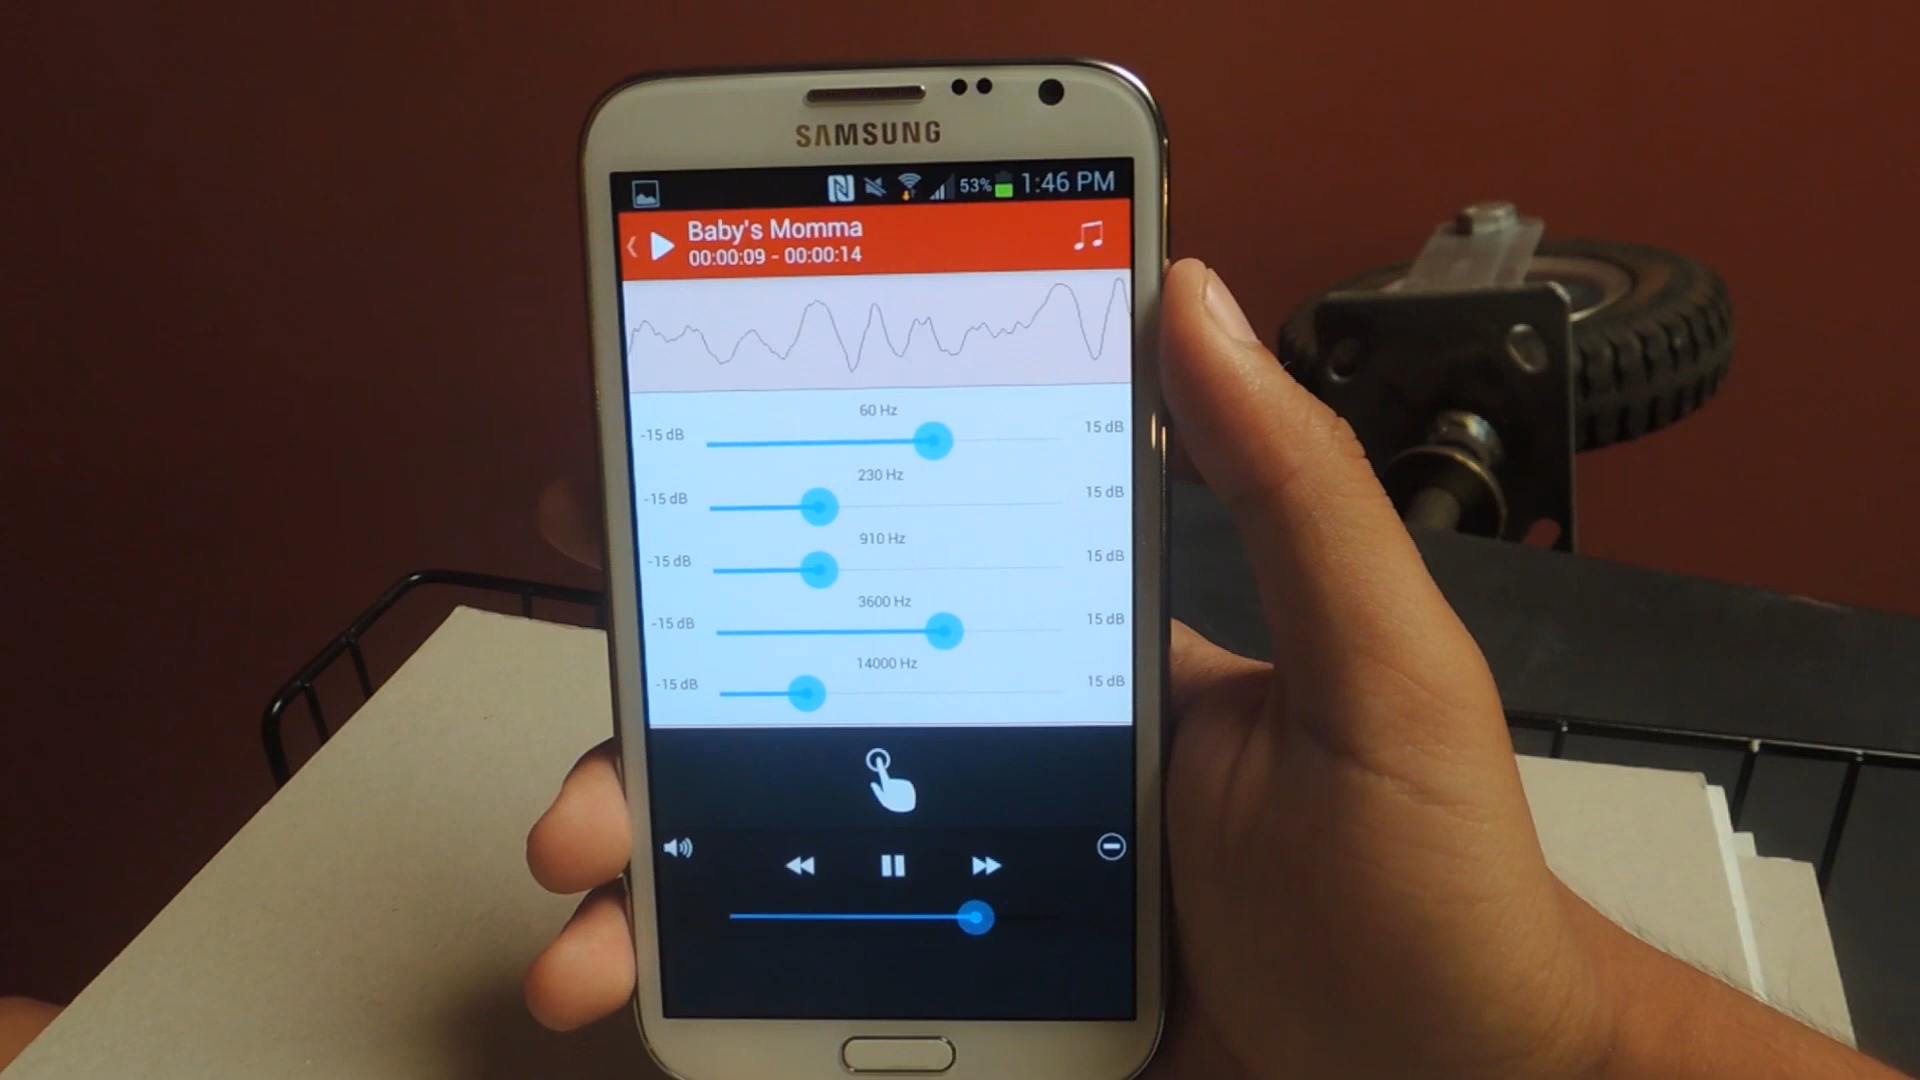 SAMSUNG
53% 1:46 PM
Baby's Momma
00:00:09 - 00:00:14
60 Hz
-15 dB 15 dB
230 Hz
-15 dB 15 dB
910 Hz
-15 dB 15 dB
3600 Hz
-15 dB 15 dB
14000 Hz
-15 dB 15 dB